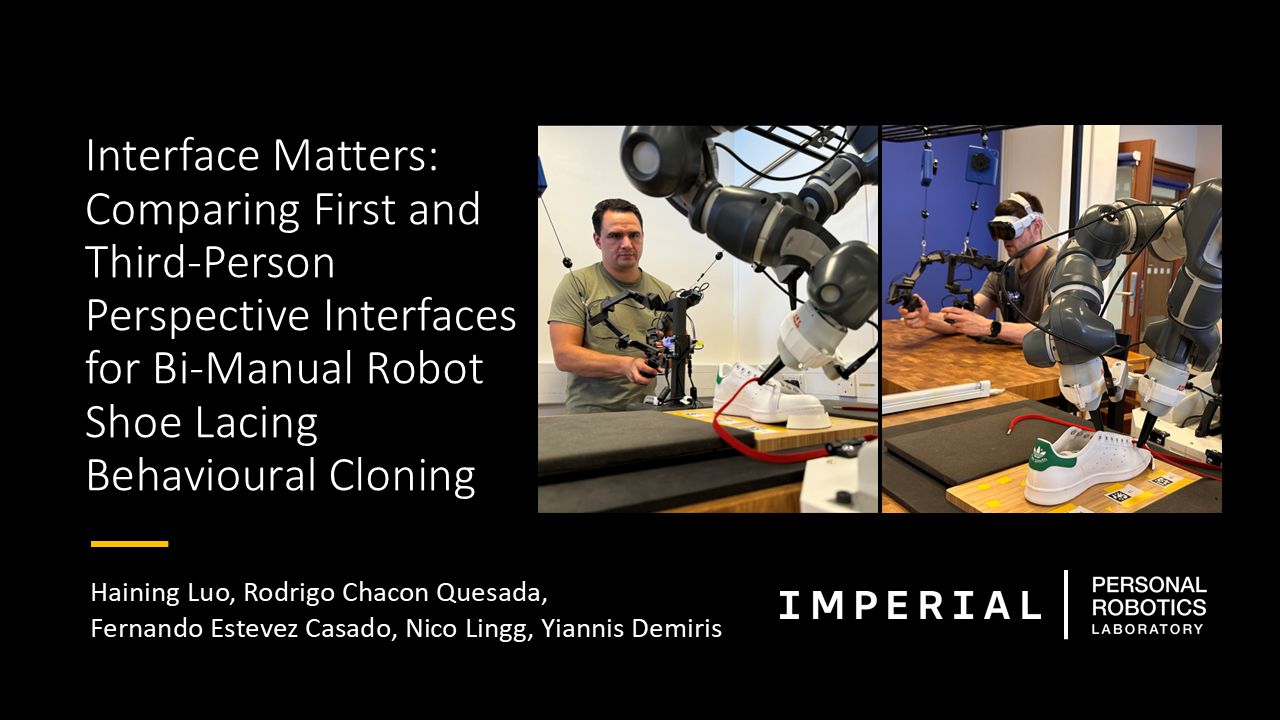 Interface Matters:
Comparing First and
Third-Person
Perspective Interfaces
for Bi-Manual Robot
Shoe Lacing
Behavioural Cloning
Haining Luo, Rodrigo Chacon Quesada,
Fernando Estevez Casado, Nico Lingg, Yiannis Demiris
IMPERIAL
PERSONAL
ROBOTICS
LABORATORY